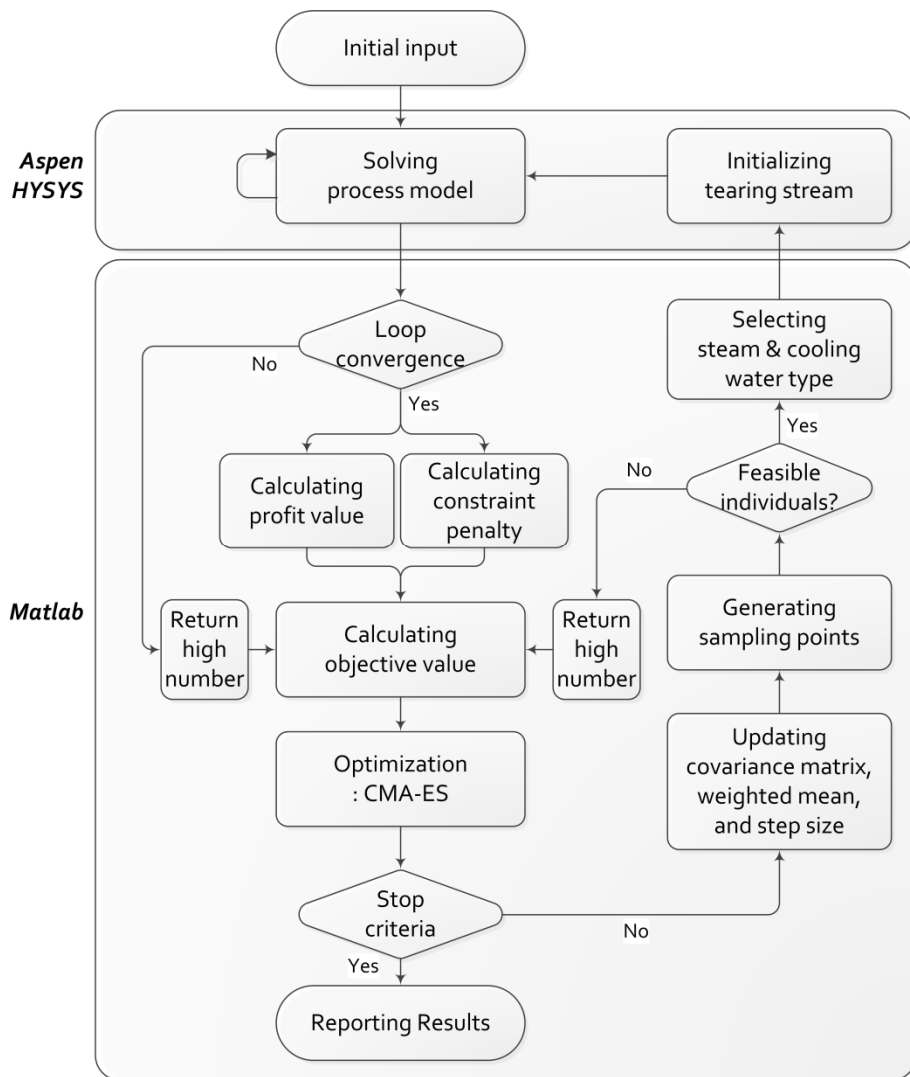 Initial input
Aspen
HYSYS
Solving
process model
Initializing
tearing stream
Matlab
Loop
convergence
No
Yes
Calculating
profit value
Calculating
constraint
penalty
Return
high
number
Calculating
objective value
Return
high
number
Optimization
: CMA-ES
Stop
criteria
No
Yes
Reporting Results
Updating
covariance matrix,
weighted mean,
and step size
Generating
sampling points
Feasible
individuals?
No
Yes
Selecting
steam & cooling
water type